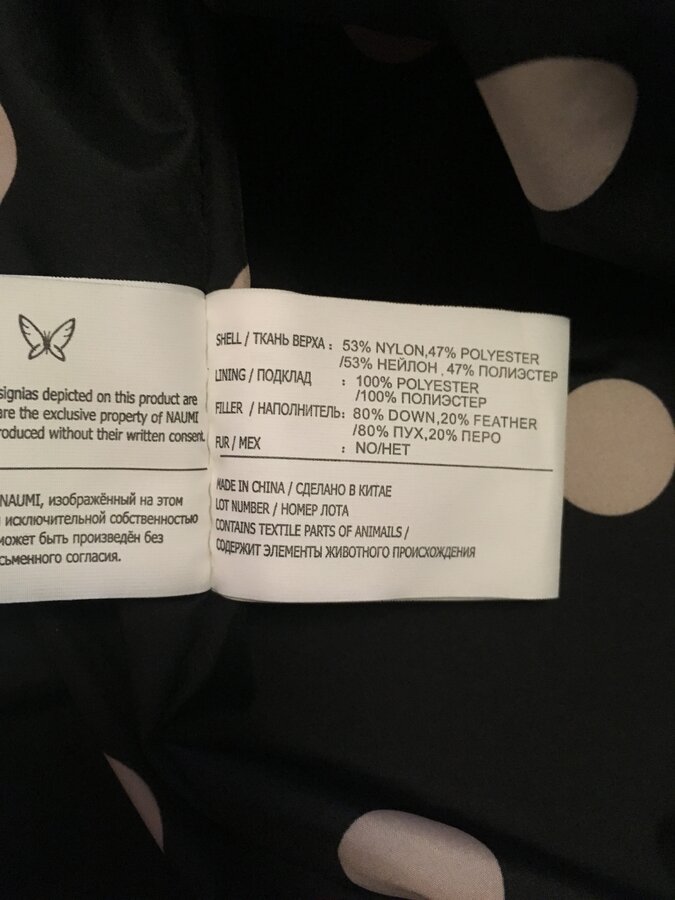 signias depicted on this product are
are the exclusive property of NAUMI
roduced without their written consent.
NAUMI, изображённый на этом
исключительной собственностью
может быть произведён без
сьменного согласия.
SHELL / ТКАНЬ ВЕРХА : 53% NYLON,47% POLYESTER
/53% НЕЙЛОН , 47% ПОЛИЭСТЕР
LINING / ПОДКЛАД : 100% POLYESTER
/100% ПОЛИЭСТЕР
FILLER / НАПОЛНИТЕЛЬ: 80% DOWN,20% FEATHER
/80% ПУХ,20% ПЕРО
FUR / МЕХ : NO/НЕТ
MADE IN CHINA / СДЕЛАНО В КИТАЕ
LOT NUMBER / НОМЕР ЛОТА
CONTAINS TEXTILE PARTS OF ANIMAILS /
СОДЕРЖИТ ЭЛЕМЕНТЫ ЖИВОТНОГО ПРОИСХОЖДЕНИЯ